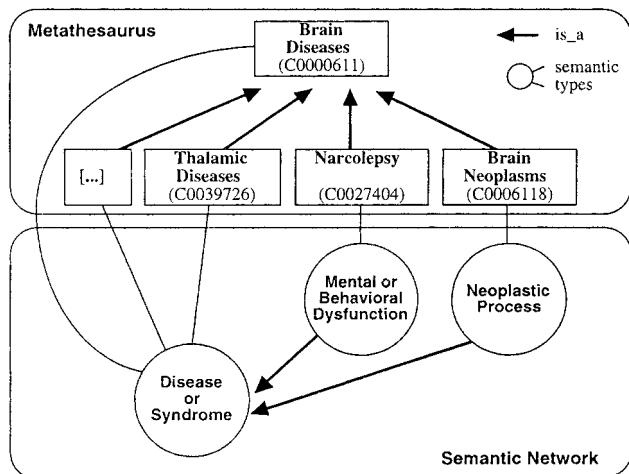 Metathesaurus
Brain
Diseases
(C0000611)
is_a
semantic
types
[...]
Thalamic
Diseases
(C0039726)
Narcolepsy
(C0027404)
Brain
Neoplasms
(C0006118)
Mental or
Behavioral
Dysfunction
Neoplastic
Process
Disease
or
Syndrome
Semantic Network